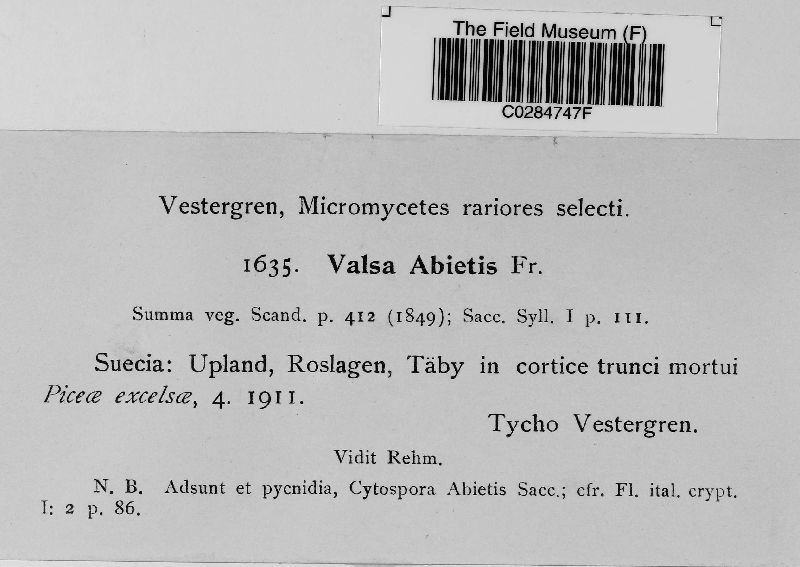 The Field Museum (F)
C0284747F
Vestergren, Micromycetes rariores selecti.
1635. Valsa Abietis Fr.
Summa veg. Scand. p. 412 (1849); Sacc. Syll. I p. 111.
Suecia: Upland, Roslagen, Täby in cortice trunci mortui
Piceæ excelsæ, 4. 1911.
Tycho Vestergren.
Vidit Rehm.
N. B. Adsunt et pycnidia, Cytospora Abietis Sacc.; cfr. Fl. ital. crypt.
I: 2 p. 86.